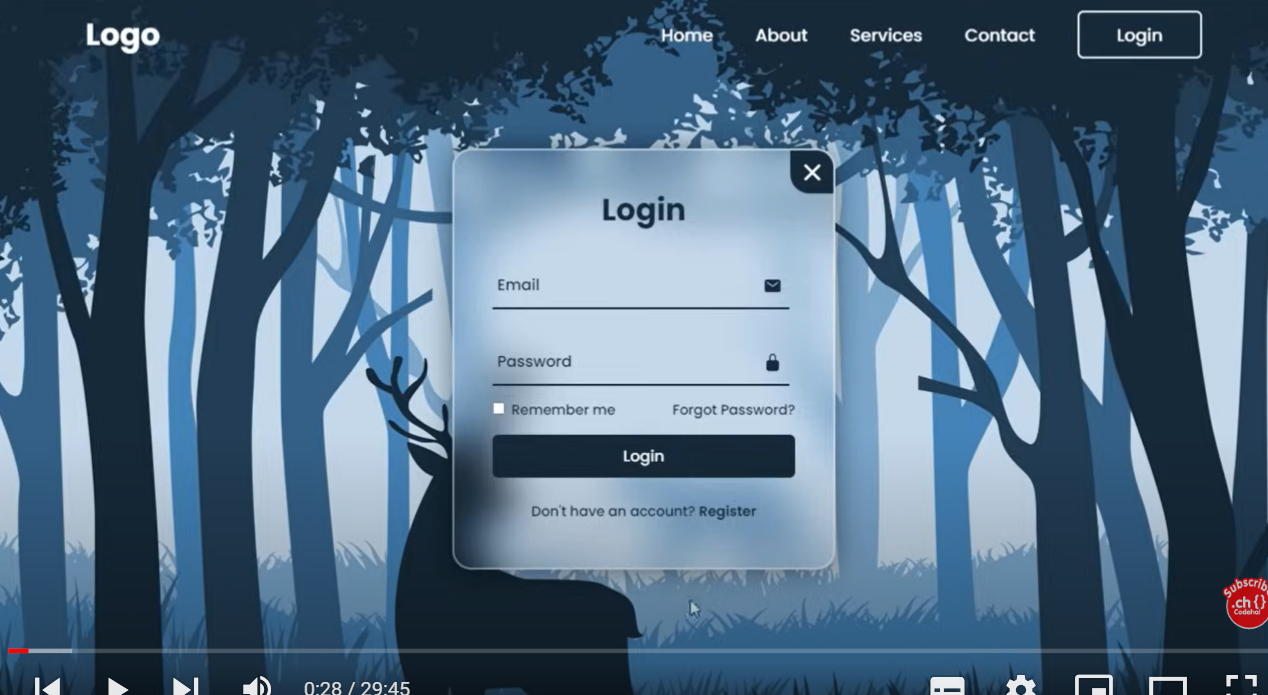 Logo
Home About Services Contact Login
Login
Email
Password
Remember me Forgot Password?
Login
Don't have an account? Register
Subscrib
.ch {}
Codehal
0:28 / 29:45